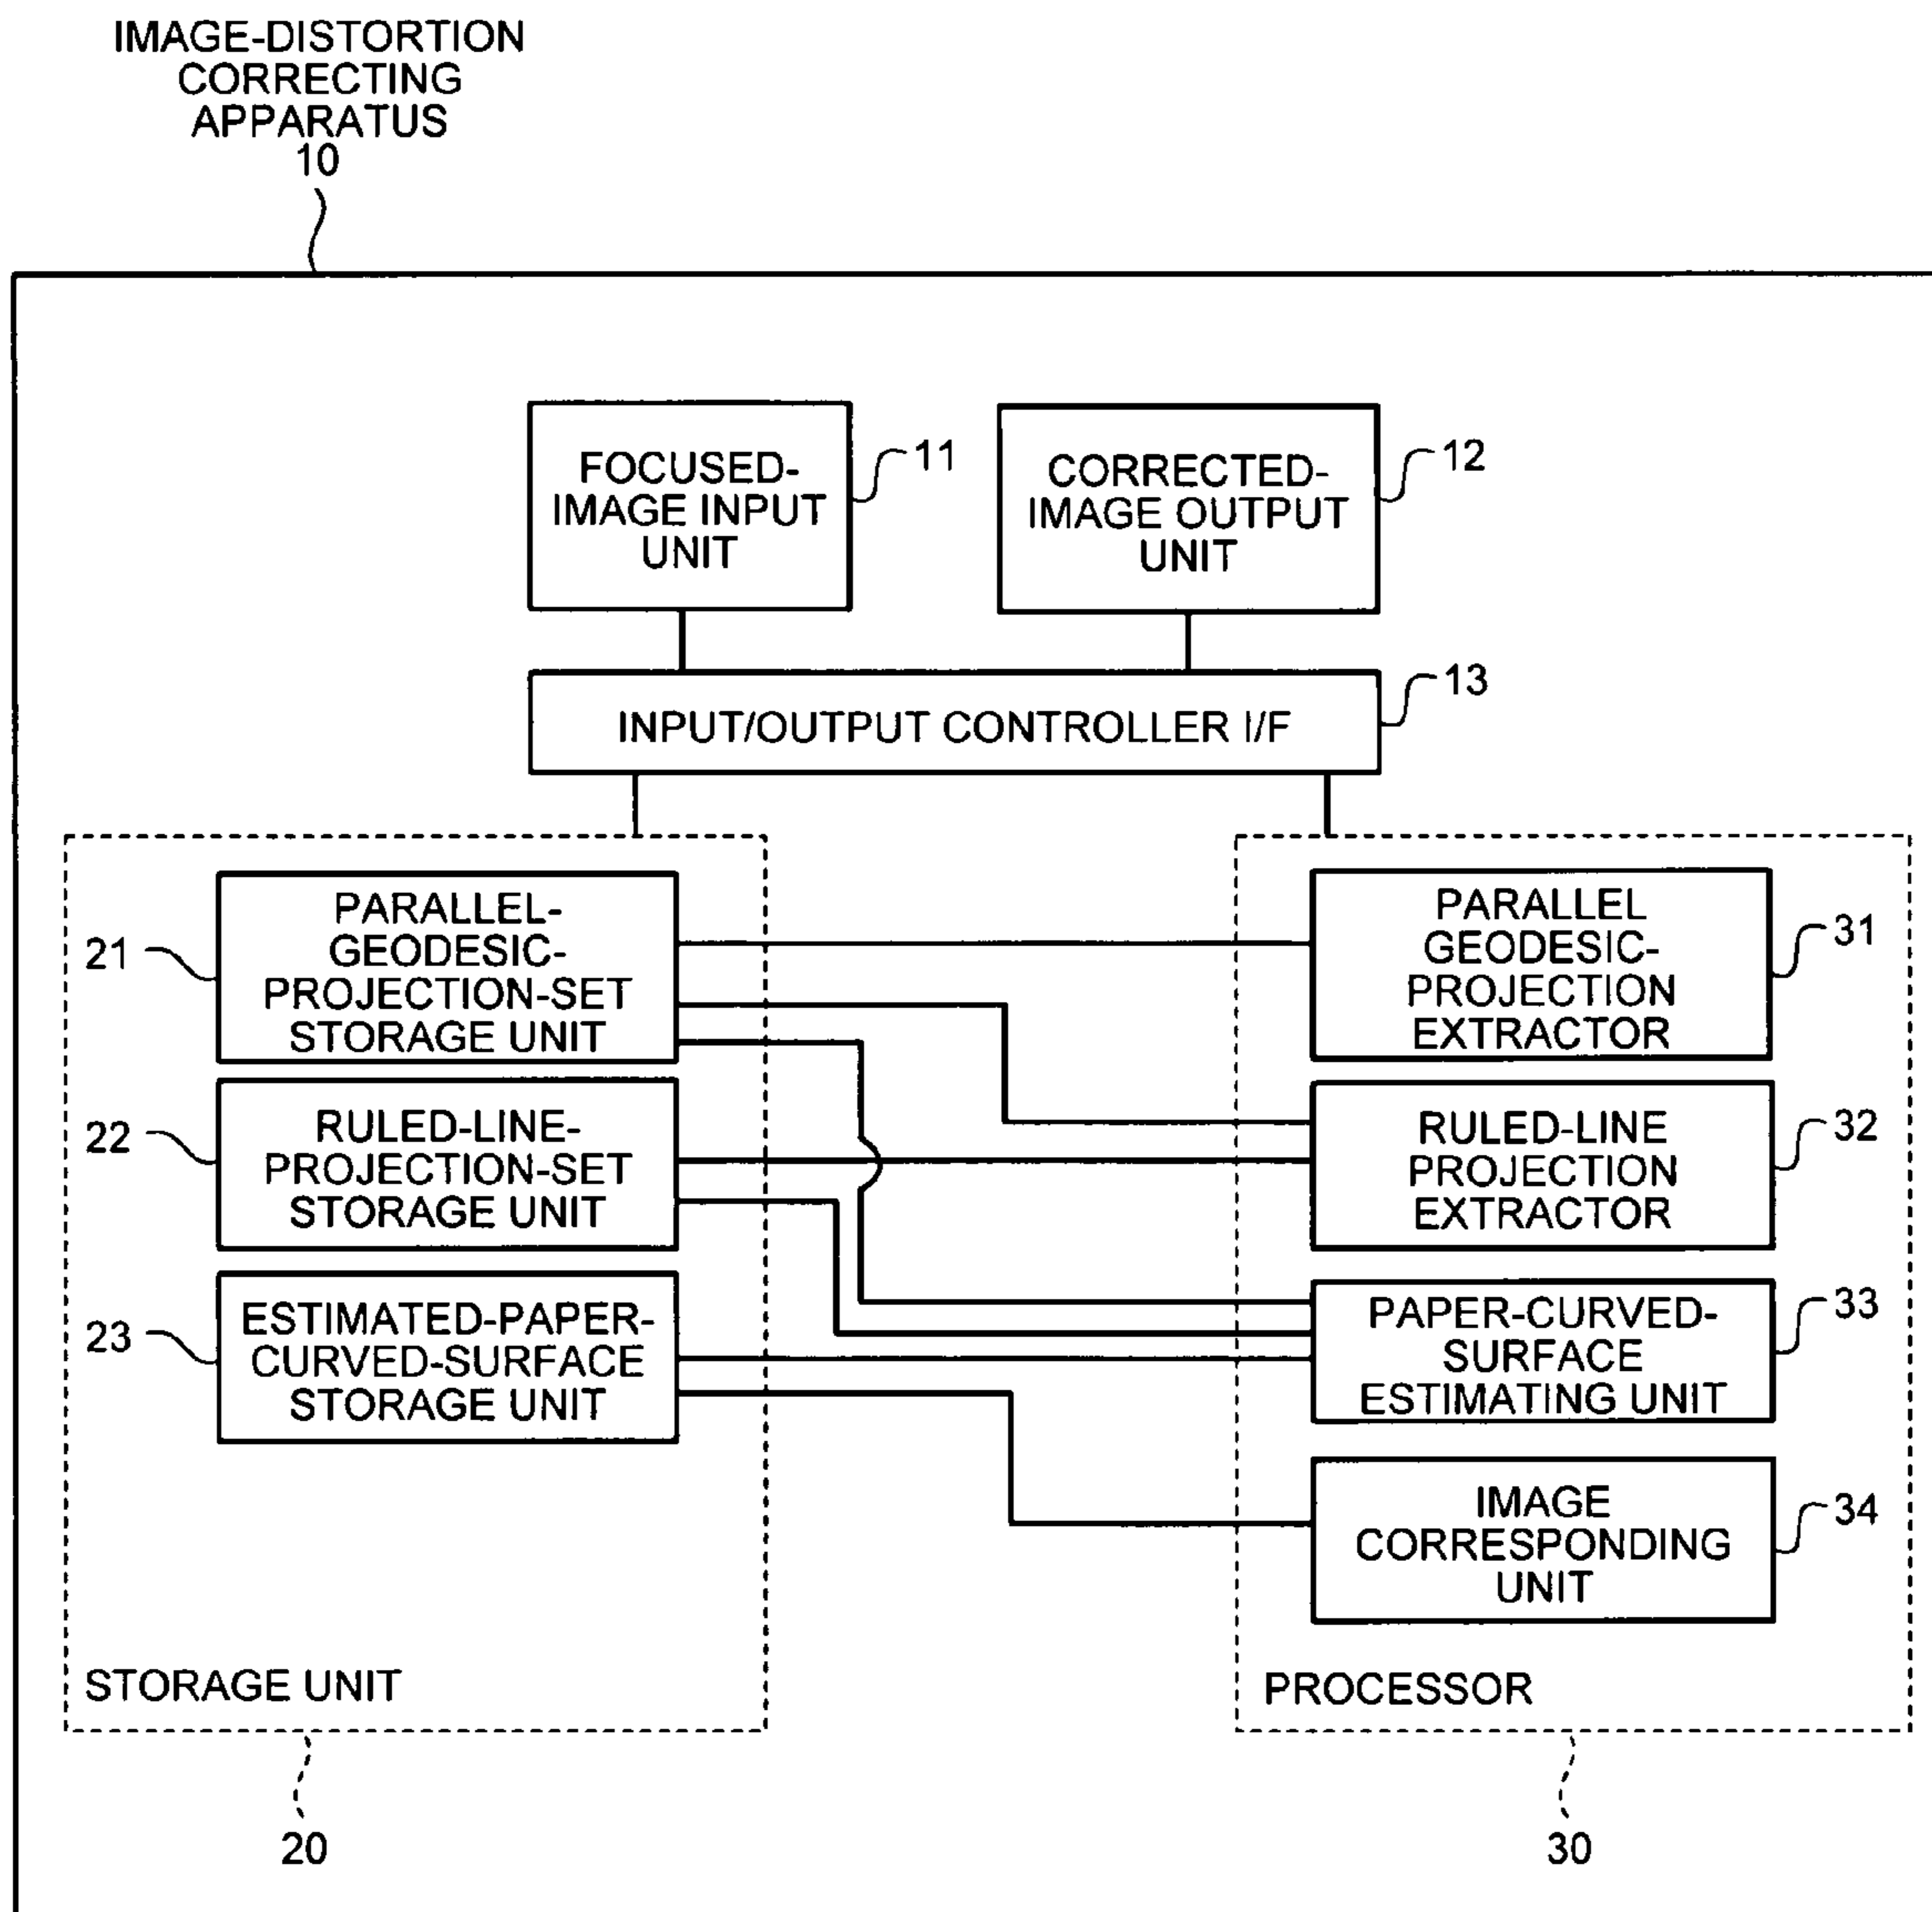 IMAGE-DISTORTION
CORRECTING
APPARATUS
10
FOCUSED-
IMAGE INPUT
UNIT
11
CORRECTED-
IMAGE OUTPUT
UNIT
12
INPUT/OUTPUT CONTROLLER I/F
13
PARALLEL-
GEODESIC-
PROJECTION-SET
STORAGE UNIT
21
RULED-LINE-
PROJECTION-SET
STORAGE UNIT
22
ESTIMATED-PAPER-
CURVED-SURFACE
STORAGE UNIT
23
STORAGE UNIT
20
PARALLEL
GEODESIC-
PROJECTION
EXTRACTOR
31
RULED-LINE
PROJECTION
EXTRACTOR
32
PAPER-CURVED-
SURFACE
ESTIMATING UNIT
33
IMAGE
CORRESPONDING
UNIT
34
PROCESSOR
30